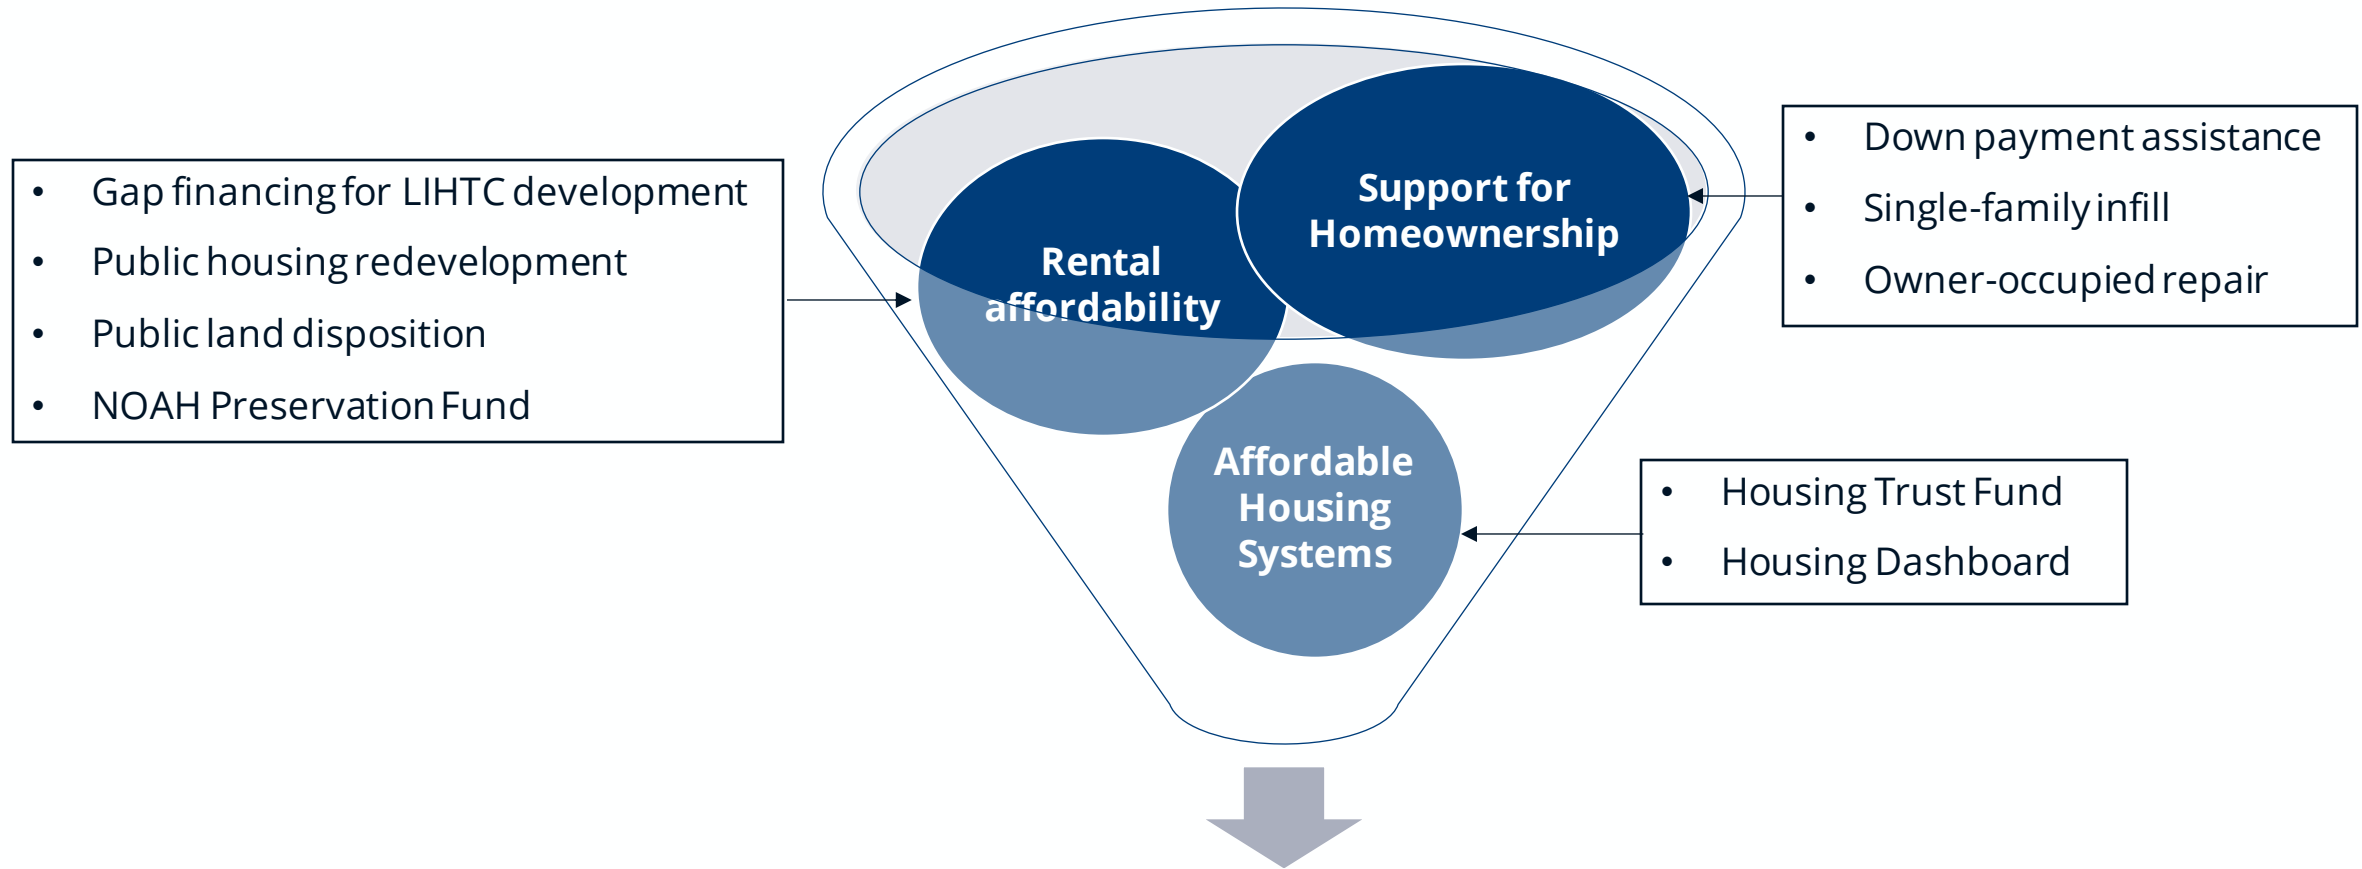 • Gap financing for LIHTC development
• Public housing redevelopment
• Public land disposition
• NOAH Preservation Fund
Rental
affordability
Support for
Homeownership
• Down payment assistance
• Single-family infill
• Owner-occupied repair
Affordable
Housing
Systems
• Housing Trust Fund
• Housing Dashboard